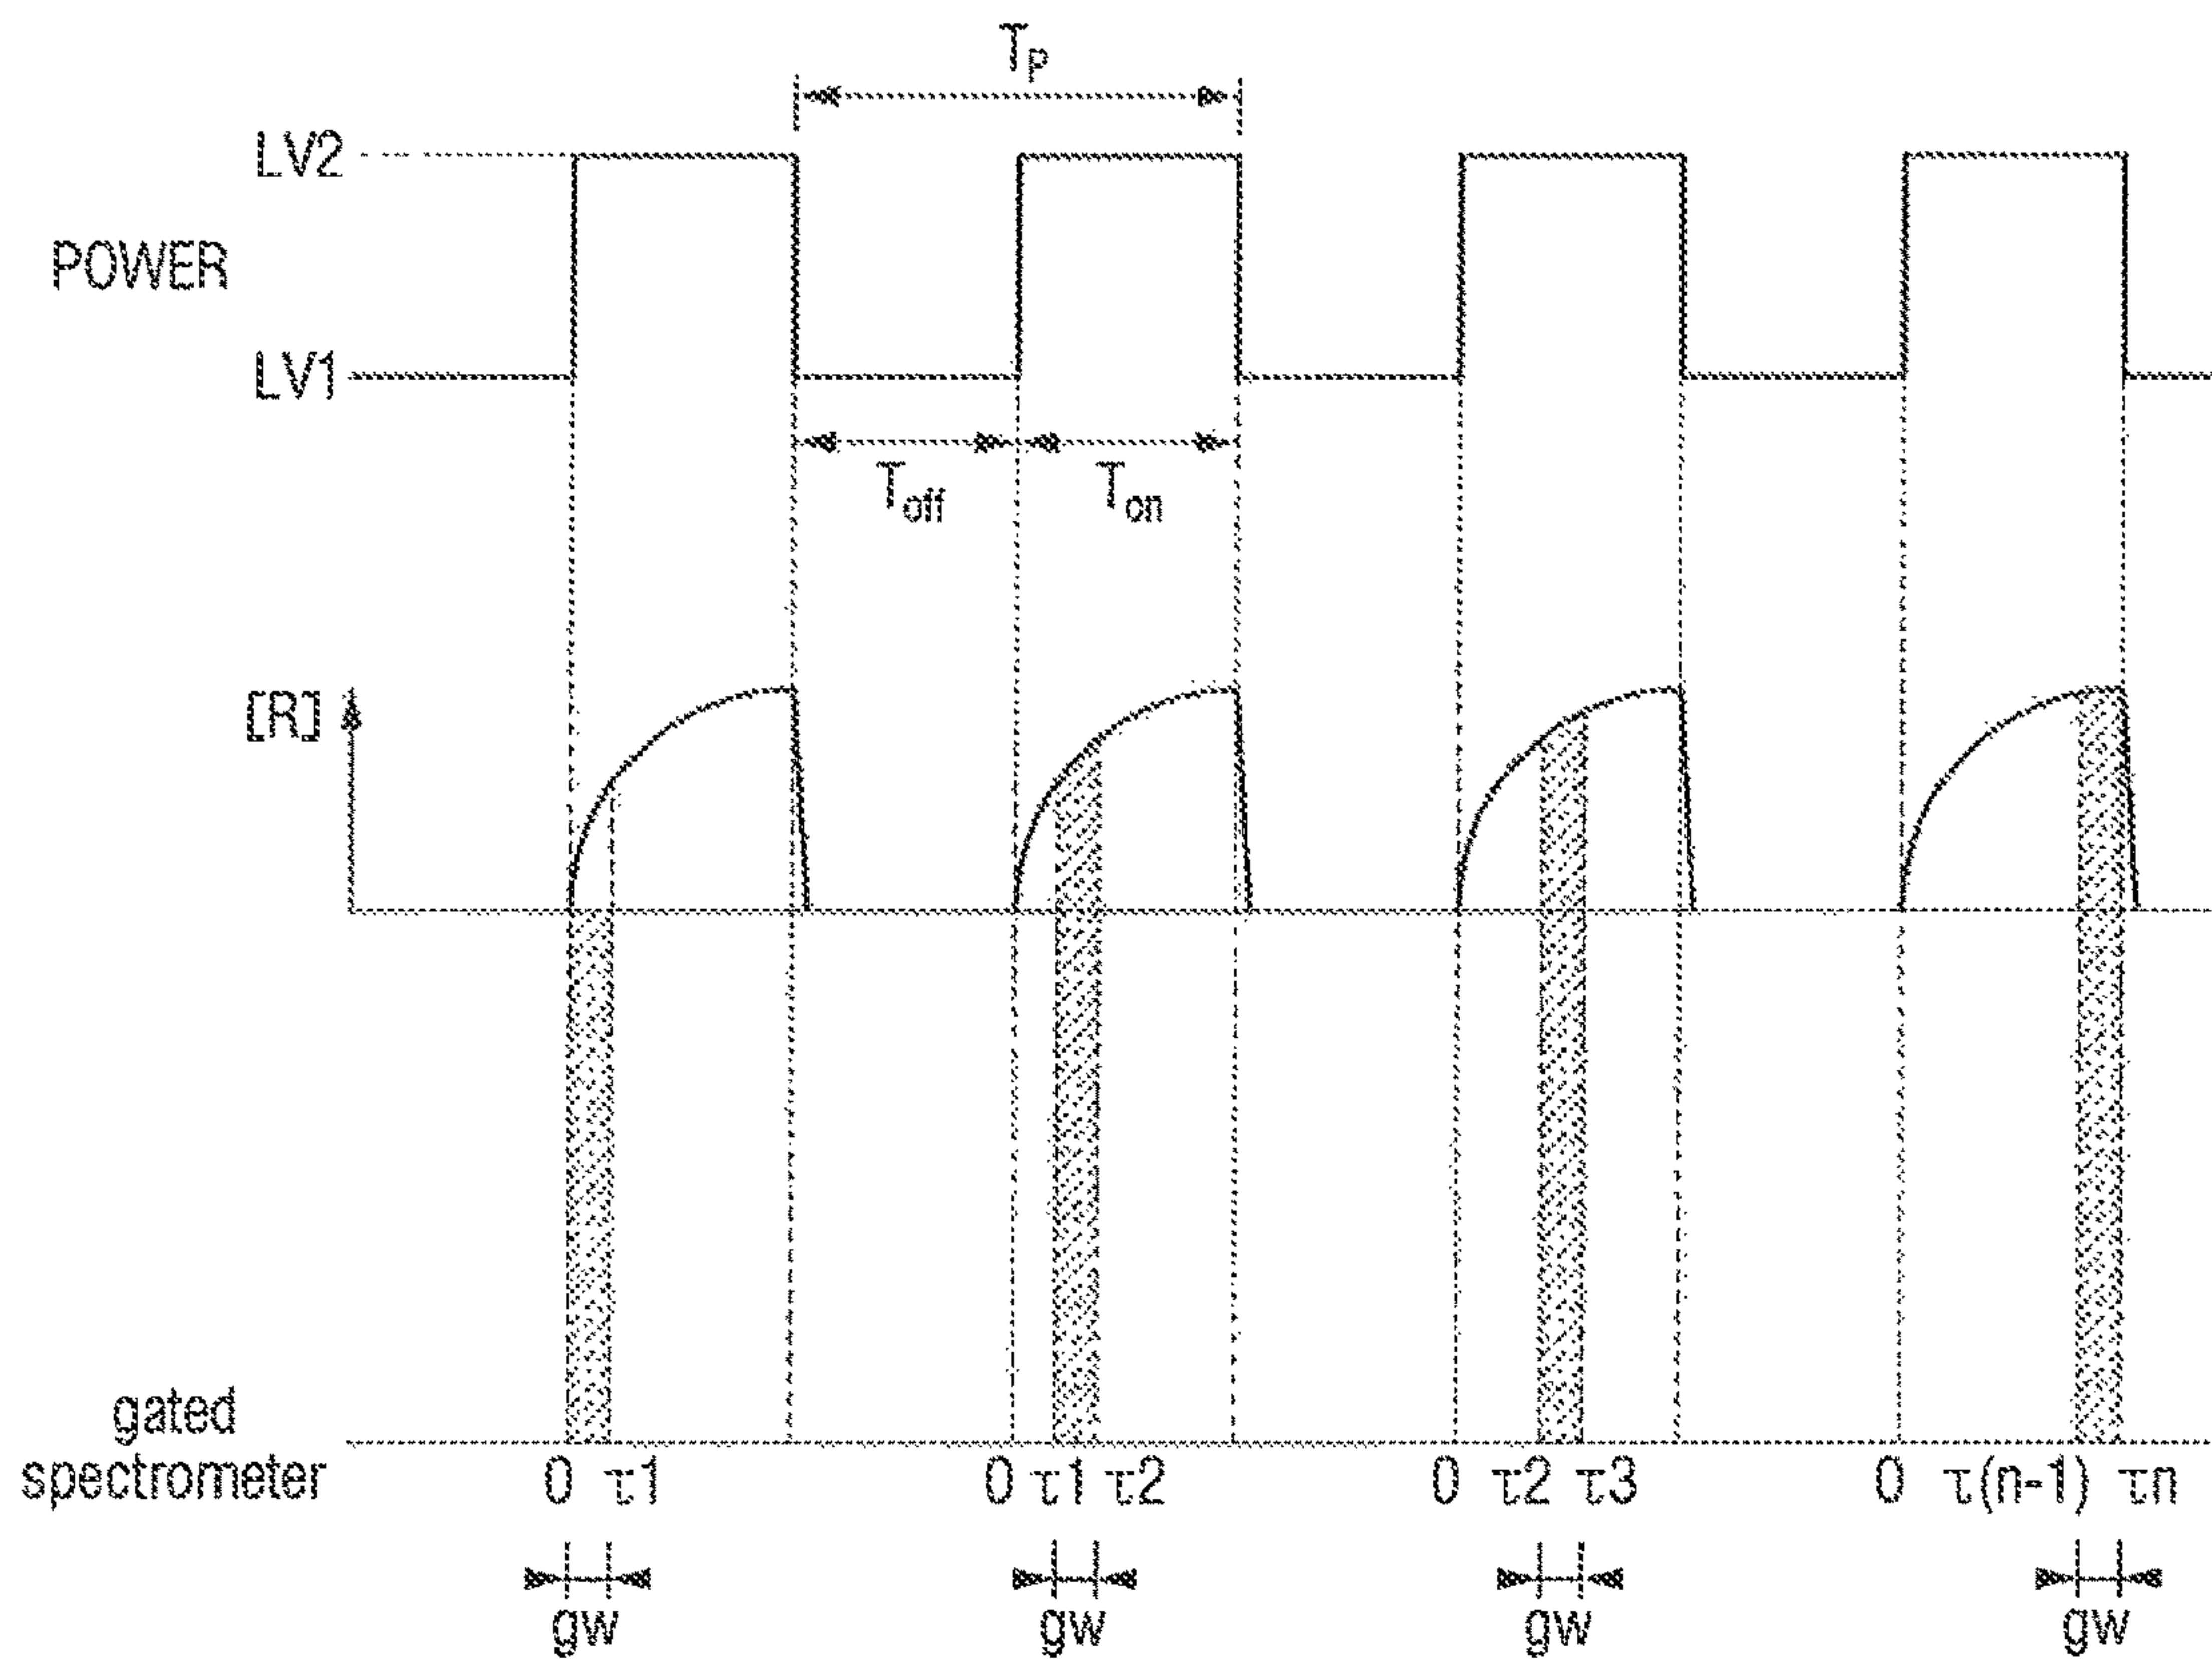 Tp
LV2
POWER
LV1
Toff Ton
[R]
gated
spectrometer
0 τ1 0 τ1 τ2 0 τ2 τ3 0 τ(n-1) τn
gw gw gw gw